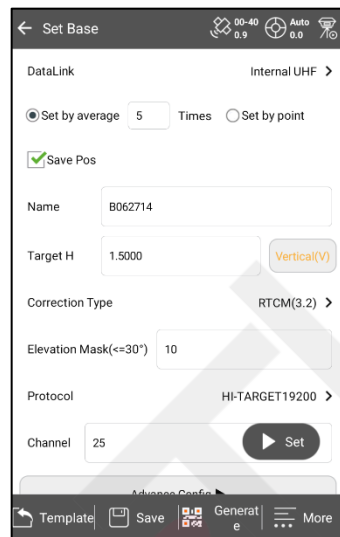 ← Set Base 00-40 0.9 Auto 0.0
DataLink Internal UHF >
Set by average 5 Times Set by point
Save Pos
Name B062714
Target H 1.5000 Vertical(V)
Correction Type RTCM(3.2) >
Elevation Mask(<=30°) 10
Protocol HI-TARGET19200 >
Channel 25 Set
Advance Config ▶
Template Save Generat More
e